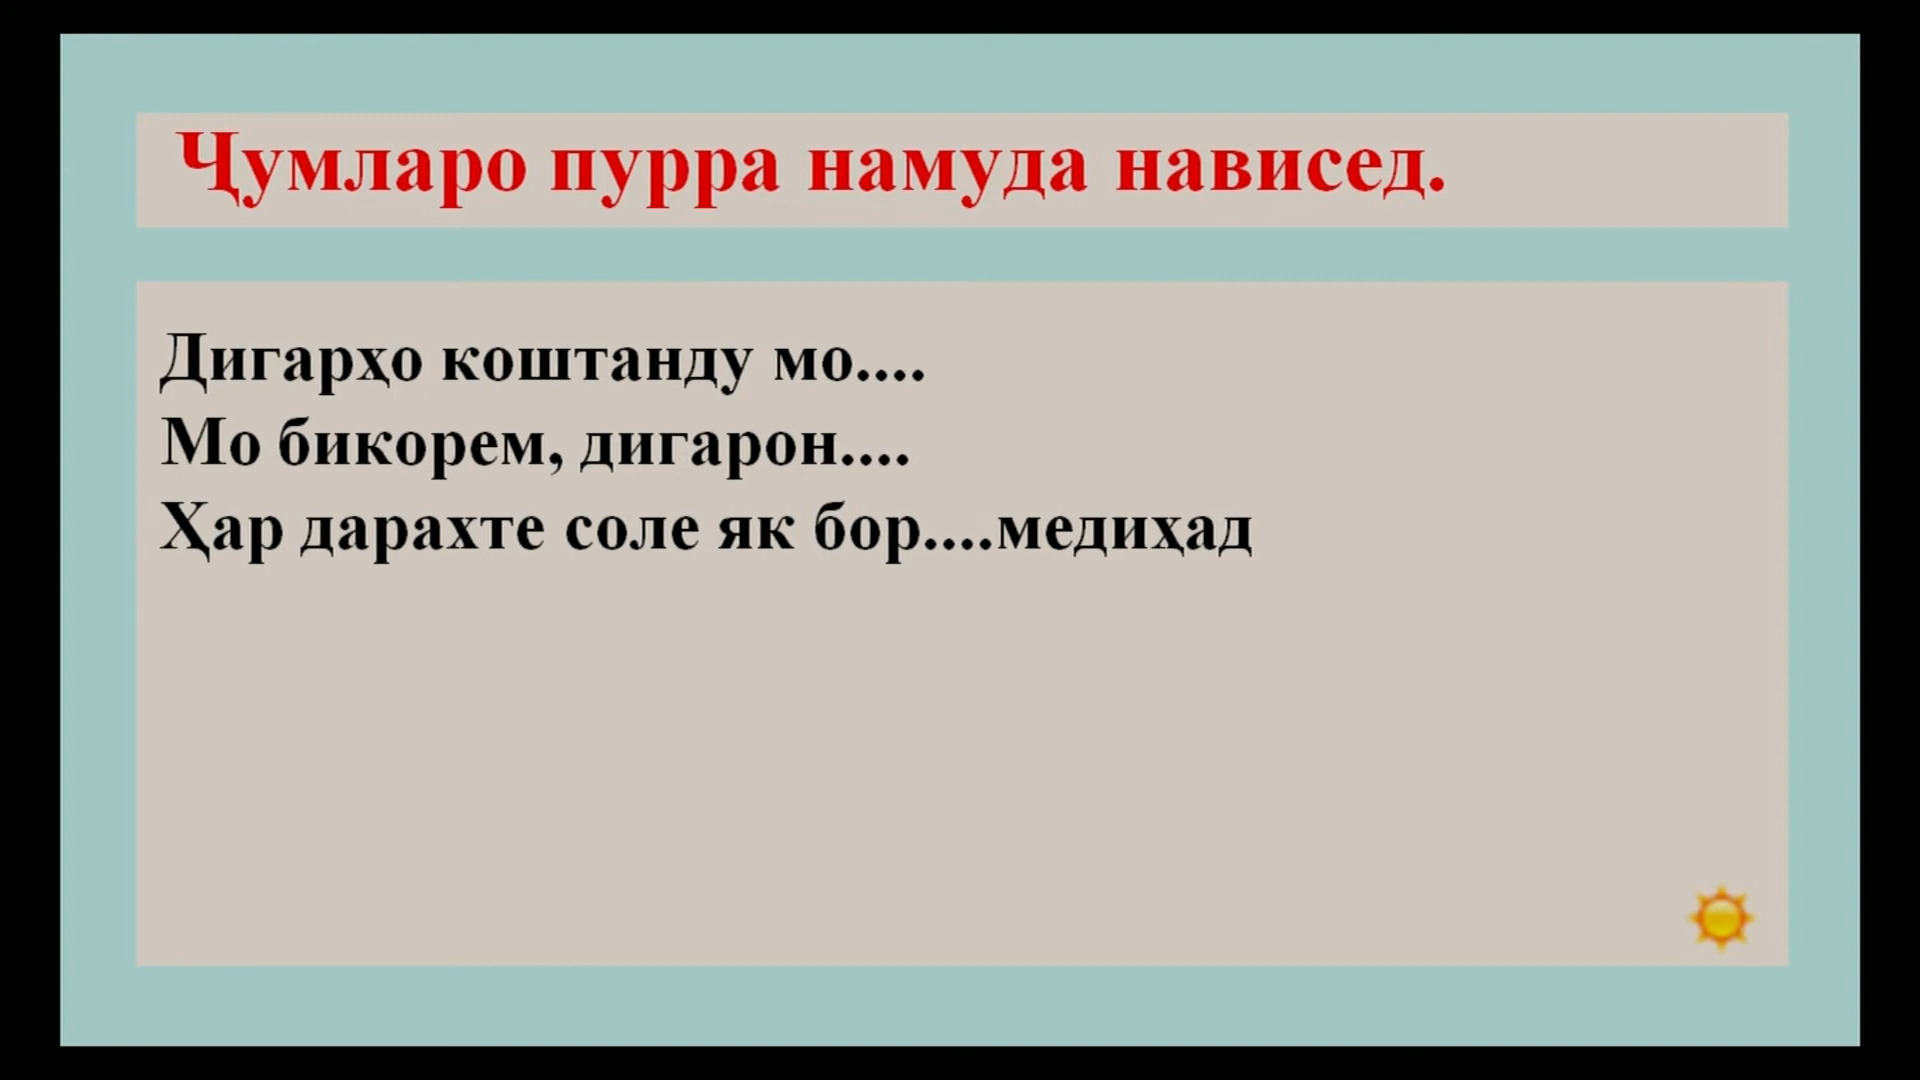 Ҷумларо пурра намуда нависед.
Дигарҳо коштанду мо....
Мо бикорем, дигарон....
Ҳар дарахте соле як бор....медиҳад